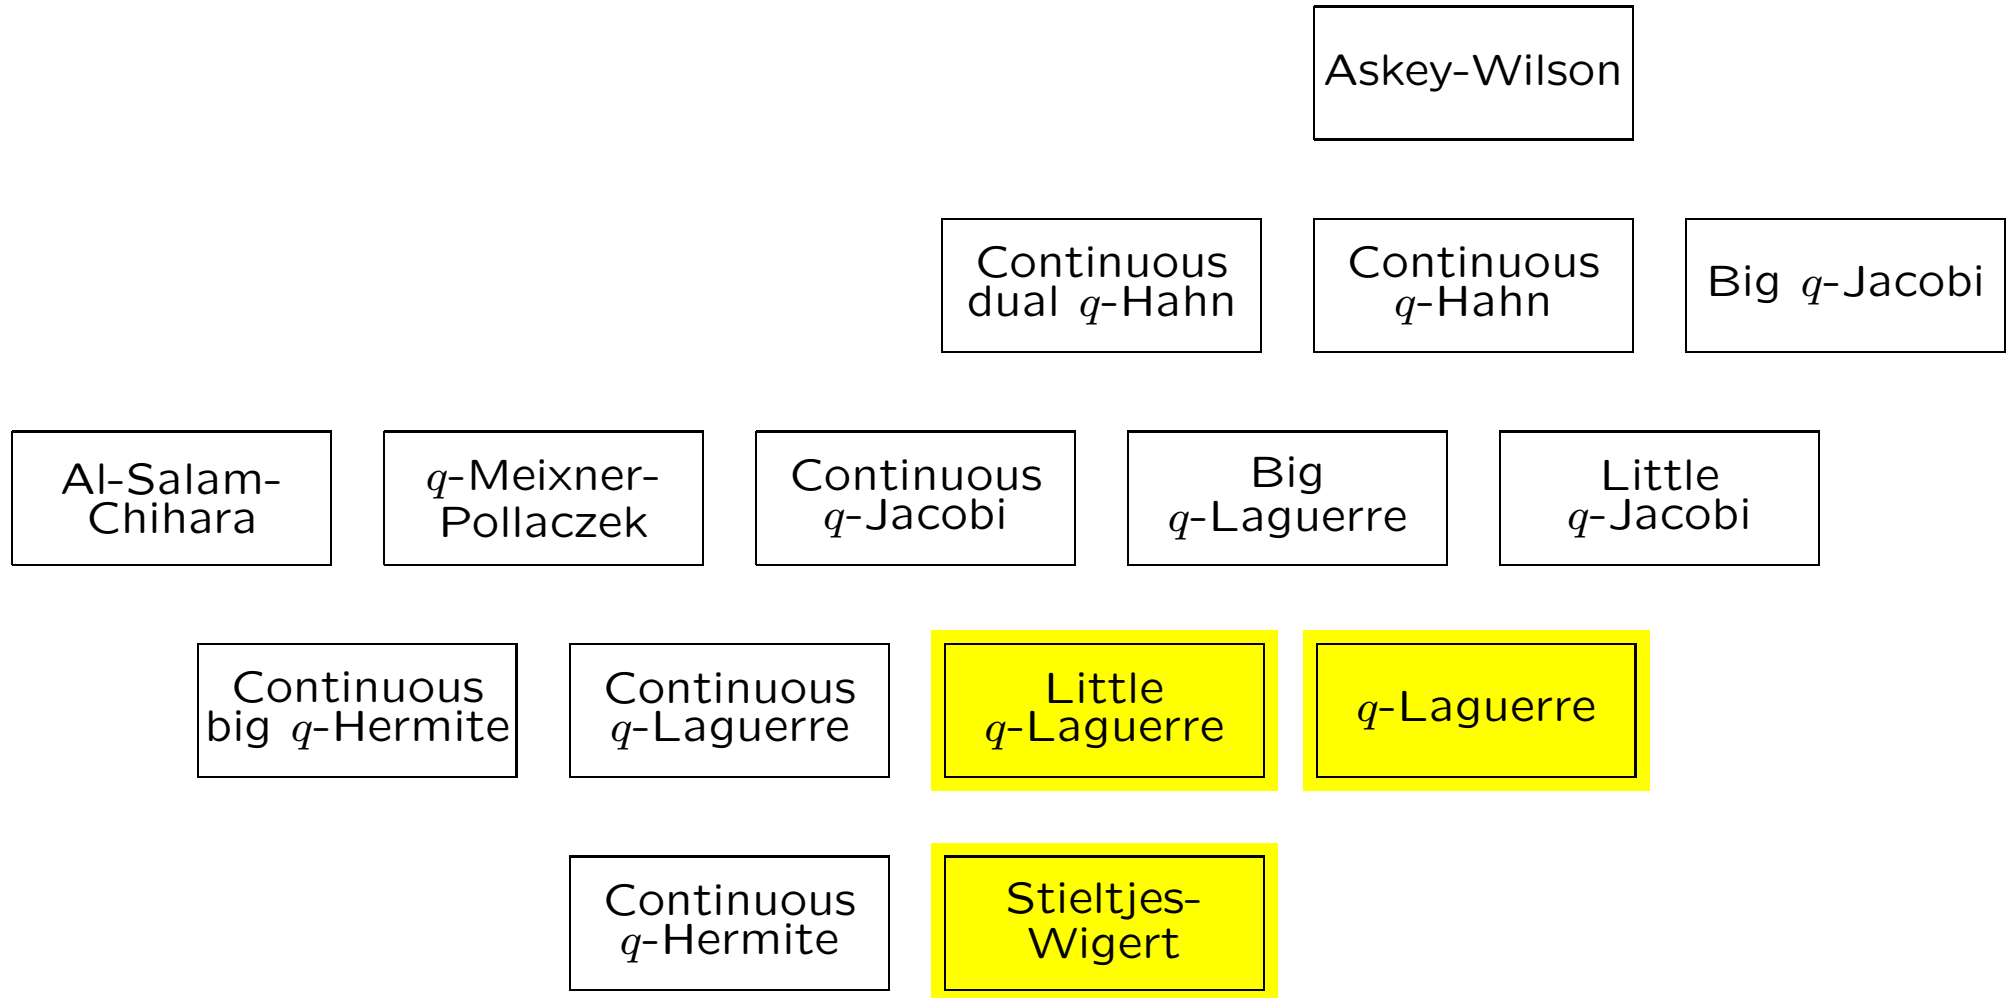 Askey-Wilson
Continuous
dual q-Hahn
Continuous
q-Hahn
Big q-Jacobi
Al-Salam-
Chihara
q-Meixner-
Pollaczek
Continuous
q-Jacobi
Big
q-Laguerre
Little
q-Jacobi
Continuous
big q-Hermite
Continuous
q-Laguerre
Little
q-Laguerre
q-Laguerre
Continuous
q-Hermite
Stieltjes-
Wigert